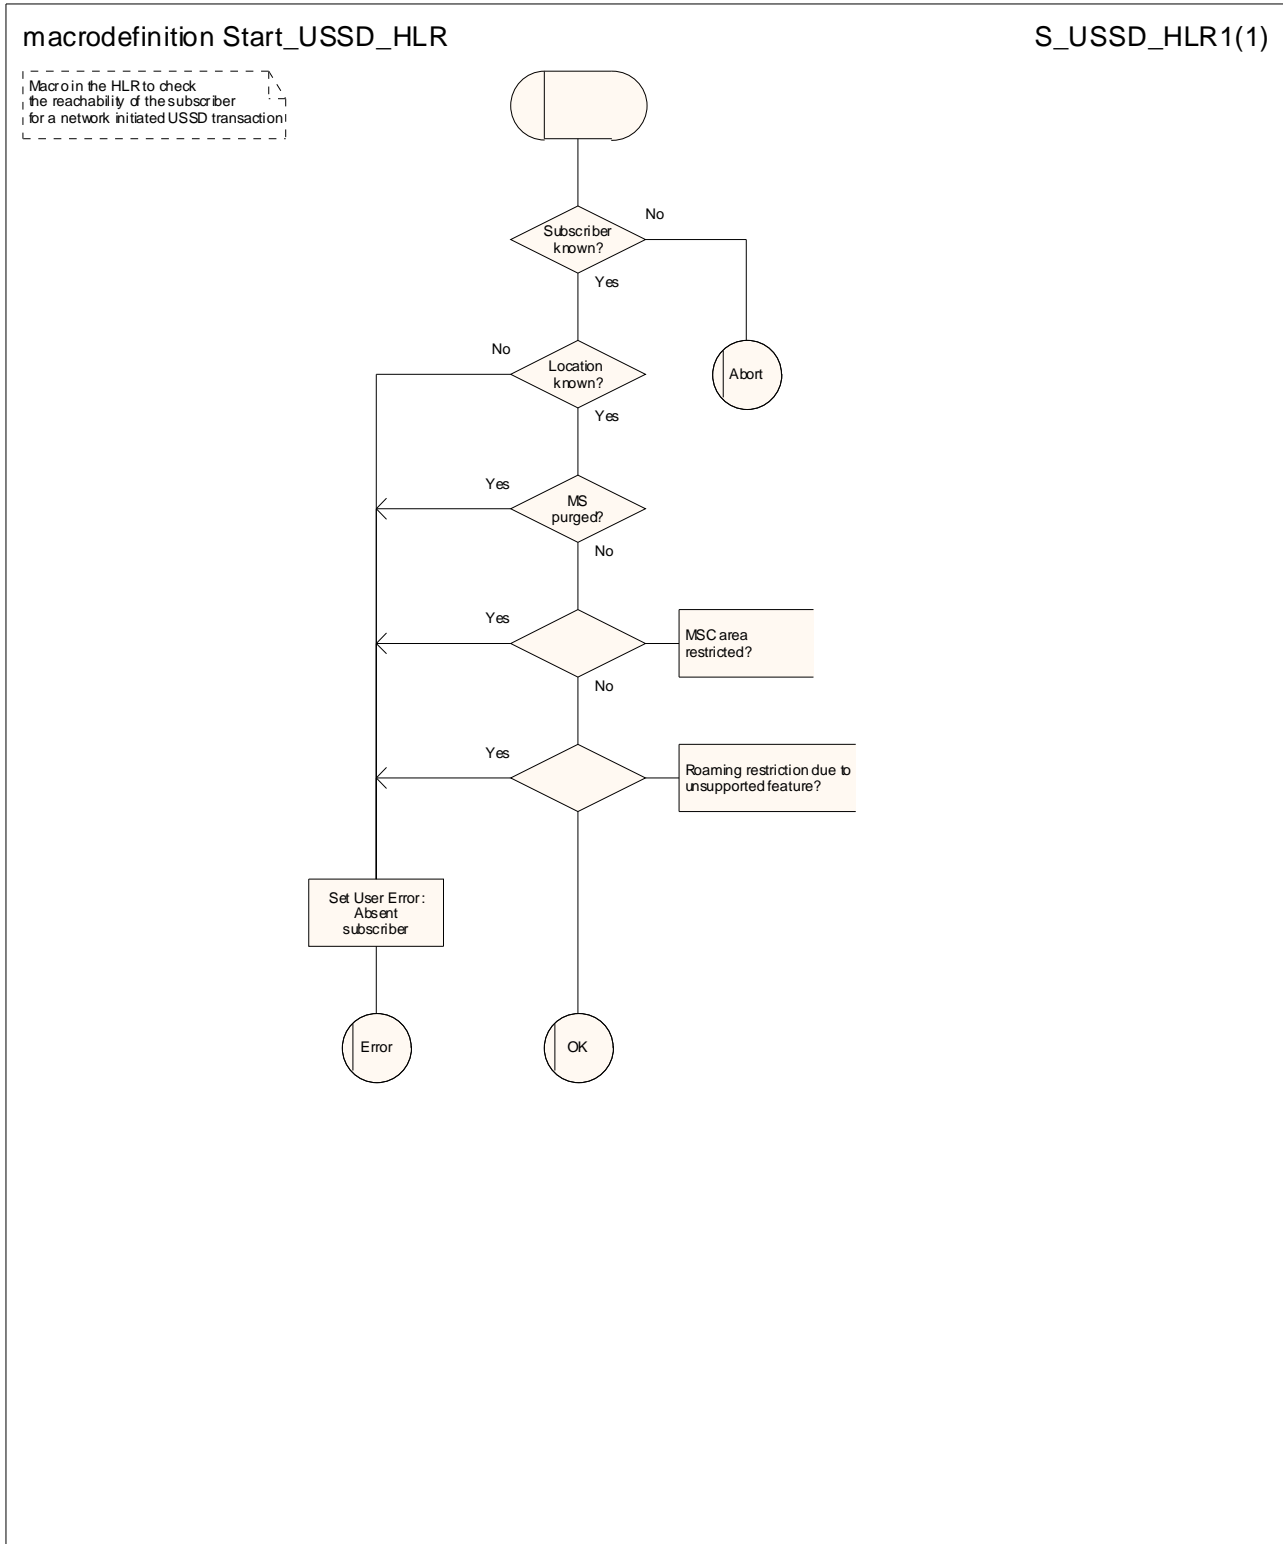 macrodefinition Start_USSD_HLR
S_USSD_HLR1(1)
Macro in the HLR to check
the reachability of the subscriber
for a network initiated USSD transaction
No
Subscriber
known?
Yes
No
Location
known?
Abort
Yes
Yes
MS
purged?
No
Yes
MSC area
restricted?
No
Yes
Roaming restriction due to
unsupported feature?
Set User Error:
Absent
subscriber
Error
OK